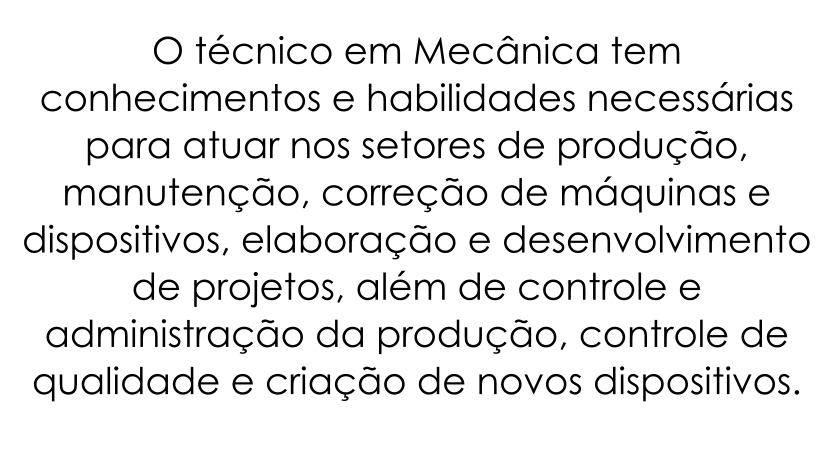 O técnico em Mecânica tem
conhecimentos e habilidades necessárias
para atuar nos setores de produção,
manutenção, correção de máquinas e
dispositivos, elaboração e desenvolvimento
de projetos, além de controle e
administração da produção, controle de
qualidade e criação de novos dispositivos.